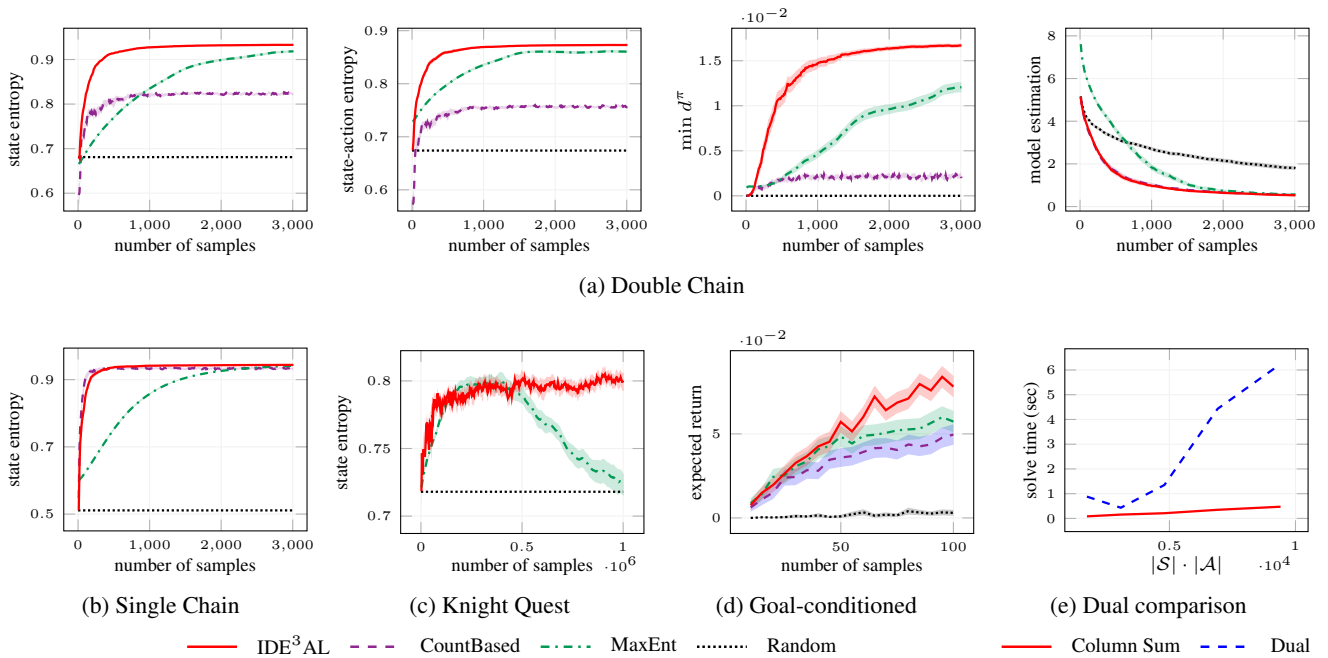 ·10⁻²
0.6
0.7
0.8
0.9
0
1,000
2,000
3,000
number of samples
state entropy
0.6
0.7
0.8
0.9
0
1,000
2,000
3,000
number of samples
state-action entropy
0
0.5
1
1.5
0
1,000
2,000
3,000
number of samples
min d^π
0
2
4
6
8
0
1,000
2,000
3,000
number of samples
model estimation
(a) Double Chain
0.5
0.7
0.9
0
1,000
2,000
3,000
number of samples
state entropy
(b) Single Chain
0.7
0.75
0.8
0
0.5
1
·10⁶
number of samples
state entropy
(c) Knight Quest
·10⁻²
0
5
50
100
number of samples
expected return
(d) Goal-conditioned
0
1
2
3
4
5
6
0.5
1
·10⁴
|S| · |A|
solve time (sec)
(e) Dual comparison
IDE³AL CountBased MaxEnt Random Column Sum Dual